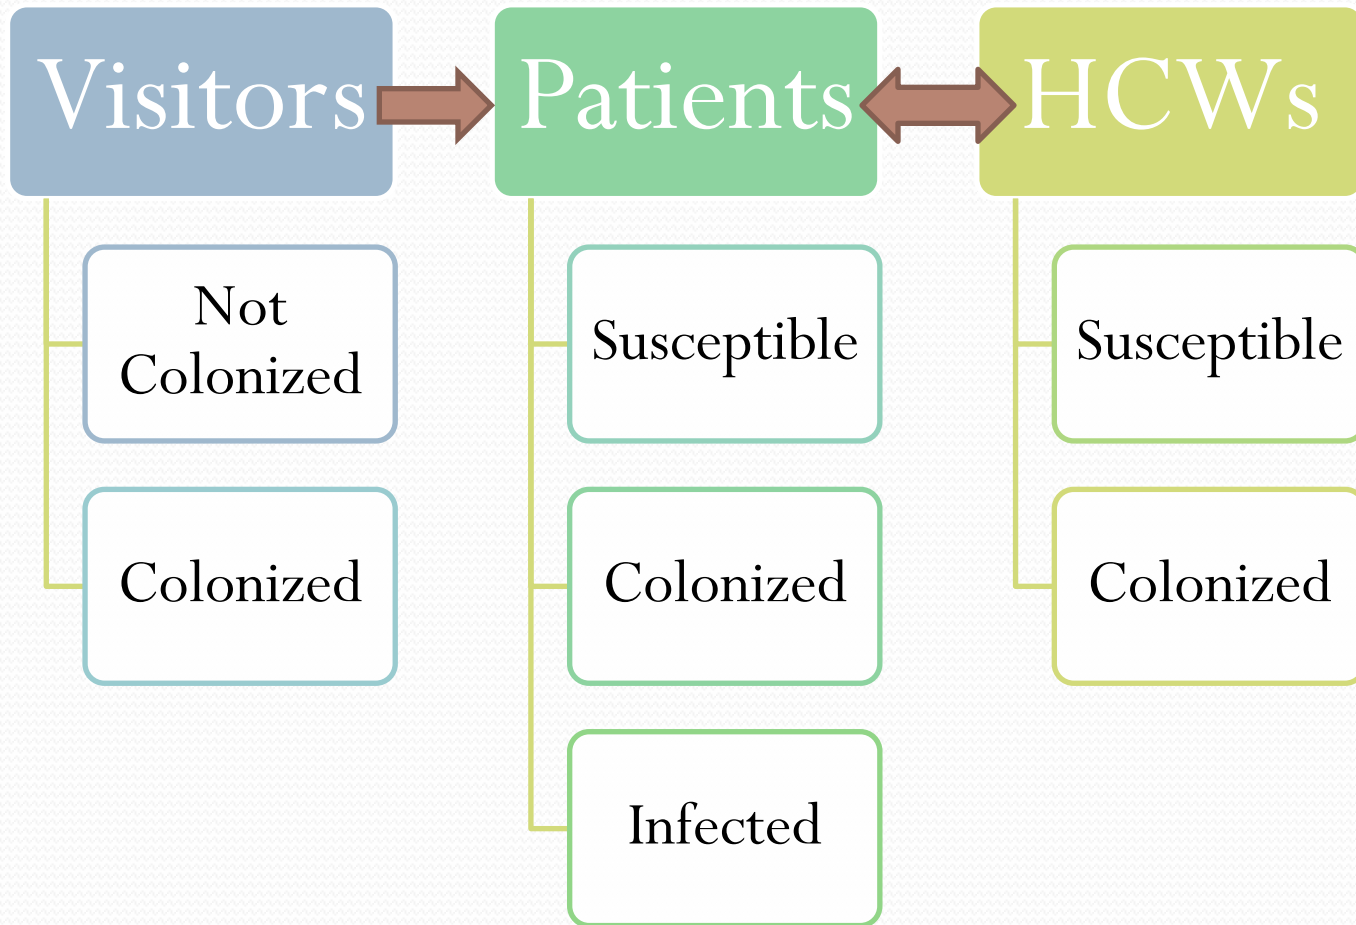 Visitors
Not
Colonized
Colonized
Patients
Susceptible
Colonized
Infected
HCWs
Susceptible
Colonized